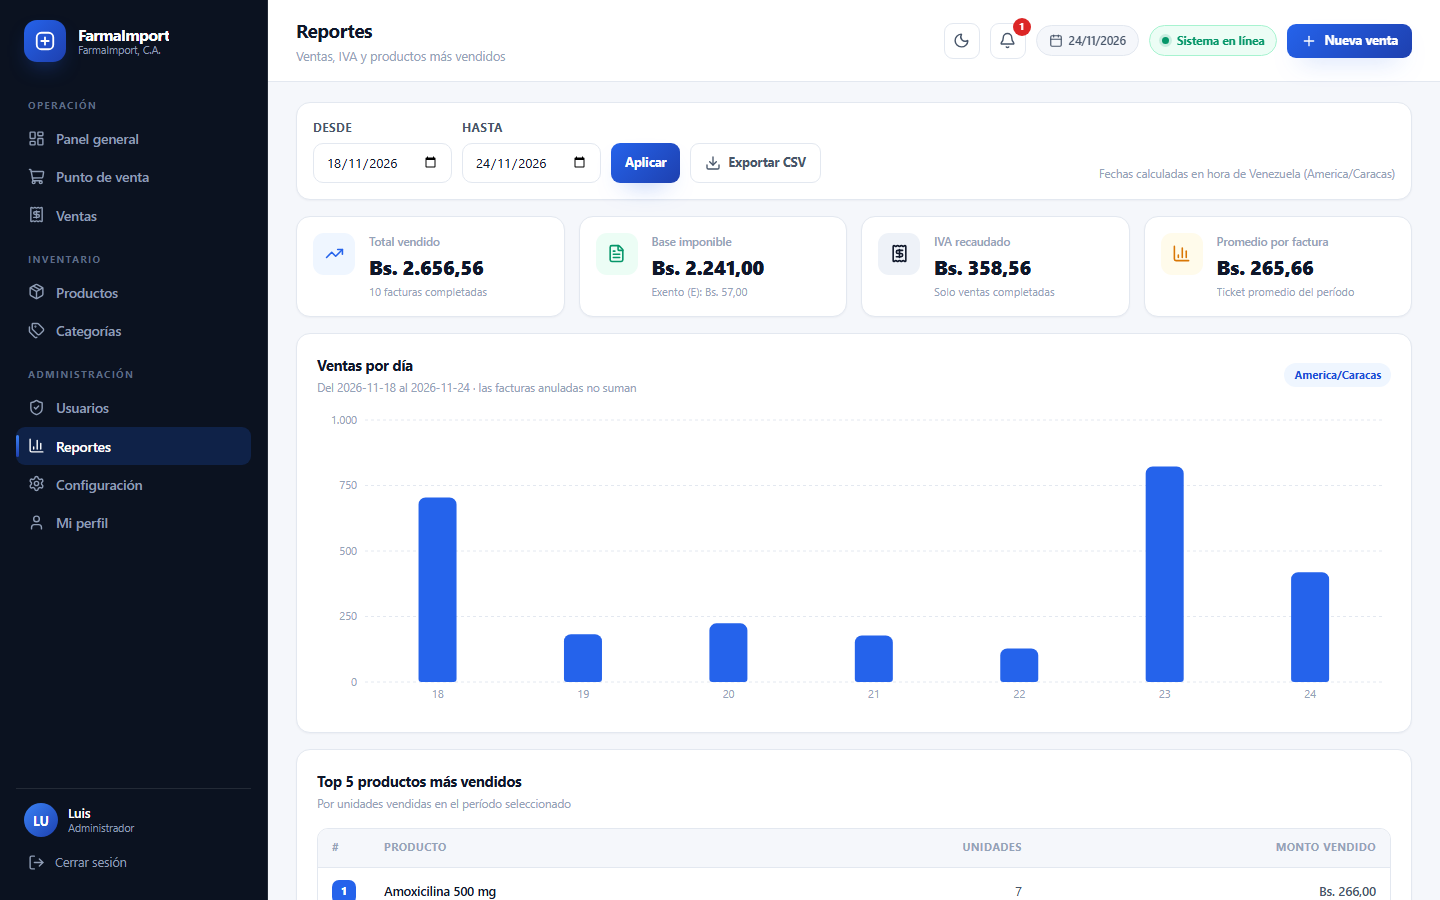 FarmaImport
FarmaImport, C.A.
OPERACIÓN
Panel general
Punto de venta
Ventas
INVENTARIO
Productos
Categorías
ADMINISTRACIÓN
Usuarios
Reportes
Configuración
Mi perfil
LU
Luis
Administrador
Cerrar sesión
Reportes
Ventas, IVA y productos más vendidos
1
24/11/2026
Sistema en línea
Nueva venta
DESDE
HASTA
18/11/2026
24/11/2026
Aplicar
Exportar CSV
Fechas calculadas en hora de Venezuela (America/Caracas)
Total vendido
Bs. 2.656,56
10 facturas completadas
Base imponible
Bs. 2.241,00
Exento (E): Bs. 57,00
IVA recaudado
Bs. 358,56
Solo ventas completadas
Promedio por factura
Bs. 265,66
Ticket promedio del período
Ventas por día
Del 2026-11-18 al 2026-11-24 · las facturas anuladas no suman
America/Caracas
1.000
750
500
250
0
18 19 20 21 22 23 24
Top 5 productos más vendidos
Por unidades vendidas en el período seleccionado
# PRODUCTO UNIDADES MONTO VENDIDO
1 Amoxicilina 500 mg 7 Bs. 266,00